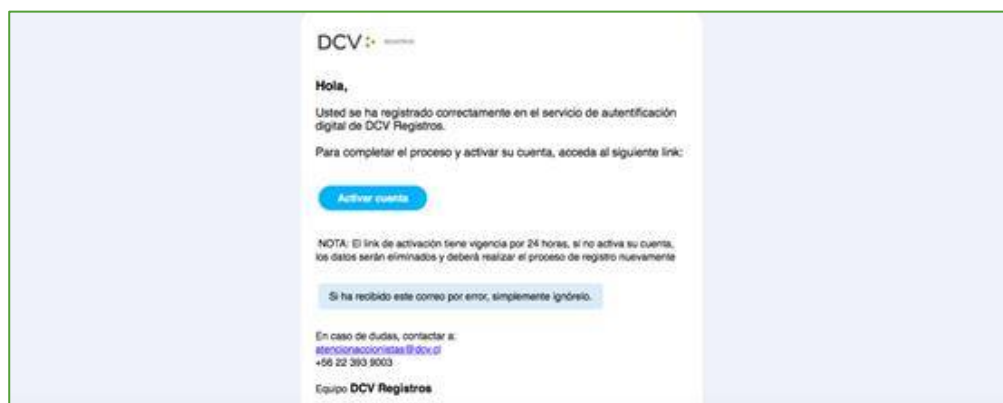 DCV
Hola,
Usted se ha registrado correctamente en el servicio de autentificación
digital de DCV Registros.
Para completar el proceso y activar su cuenta, acceda al siguiente link:
Activar cuenta
NOTA: El link de activación tiene vigencia por 24 horas, si no activa su cuenta,
los datos serán eliminados y deberá realizar el proceso de registro nuevamente
Si ha recibido este correo por error, simplemente ignórelo.
En caso de dudas, contactar a:
atencionaccionistas@dcv.cl
+56 22 393 9003
Equipo DCV Registros